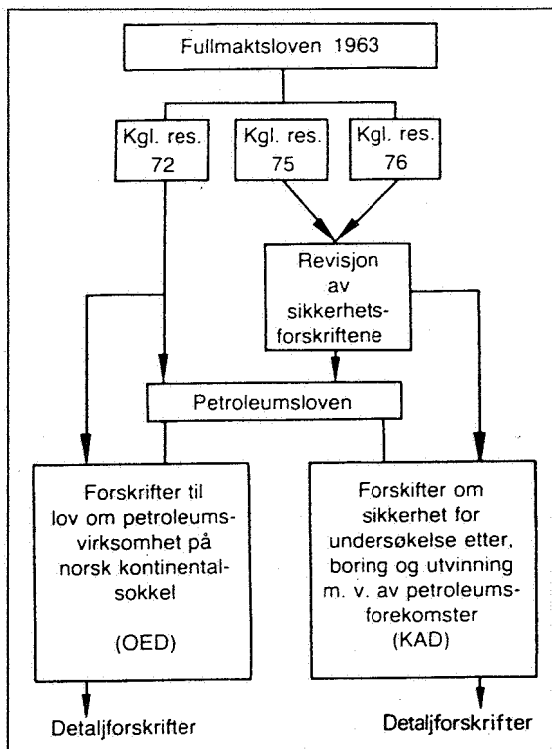 Fullmaktsloven 1963
Kgl. res.
72
Kgl. res.
75
Kgl. res.
76
Revisjon
av
sikkerhets-
forskriftene
Petroleumsloven
Forskrifter til
lov om petroleums-
virksomhet på
norsk kontinental-
sokkel
(OED)
Forskifter om
sikkerhet for
undersøkelse etter,
boring og utvinning
m. v. av petroleums-
forekomster
(KAD)
Detaljforskrifter
Detaljforskrifter